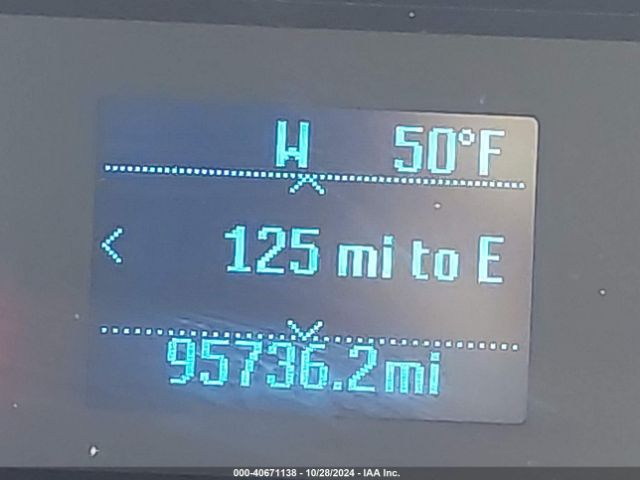 W 50°F
< 125 mi to E
95736.2mi
000-40671138 - 10/28/2024 - IAA Inc.